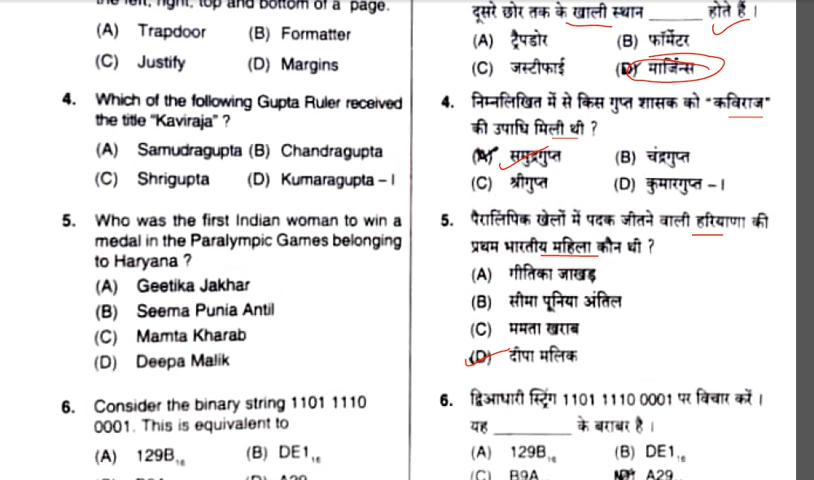 the left, right, top and bottom of a page.
(A) Trapdoor (B) Formatter
(C) Justify (D) Margins
4. Which of the following Gupta Ruler received
the title “Kaviraja” ?
(A) Samudragupta (B) Chandragupta
(C) Shrigupta (D) Kumaragupta – I
5. Who was the first Indian woman to win a
medal in the Paralympic Games belonging
to Haryana ?
(A) Geetika Jakhar
(B) Seema Punia Antil
(C) Mamta Kharab
(D) Deepa Malik
6. Consider the binary string 1101 1110
0001. This is equivalent to
(A) 129B₁₆ (B) DE1₁₆
(D) A29
दूसरे छोर तक के खाली स्थान ______ होते हैं ।
(A) ट्रैपडोर (B) फॉर्मेटर
(C) जस्टीफाई (D) मार्जिन्स
4. निम्नलिखित में से किस गुप्त शासक को “कविराज”
की उपाधि मिली थी ?
(A) समुद्रगुप्त (B) चंद्रगुप्त
(C) श्रीगुप्त (D) कुमारगुप्त – I
5. पैरालिंपिक खेलों में पदक जीतने वाली हरियाणा की
प्रथम भारतीय महिला कौन थी ?
(A) गीतिका जाखड़
(B) सीमा पूनिया अंतिल
(C) ममता खराब
(D) दीपा मलिक
6. द्विआधारी स्ट्रिंग 1101 1110 0001 पर विचार करें ।
यह ________ के बराबर है ।
(A) 129B₁₆ (B) DE1₁₆
(C) B9A (D) A29